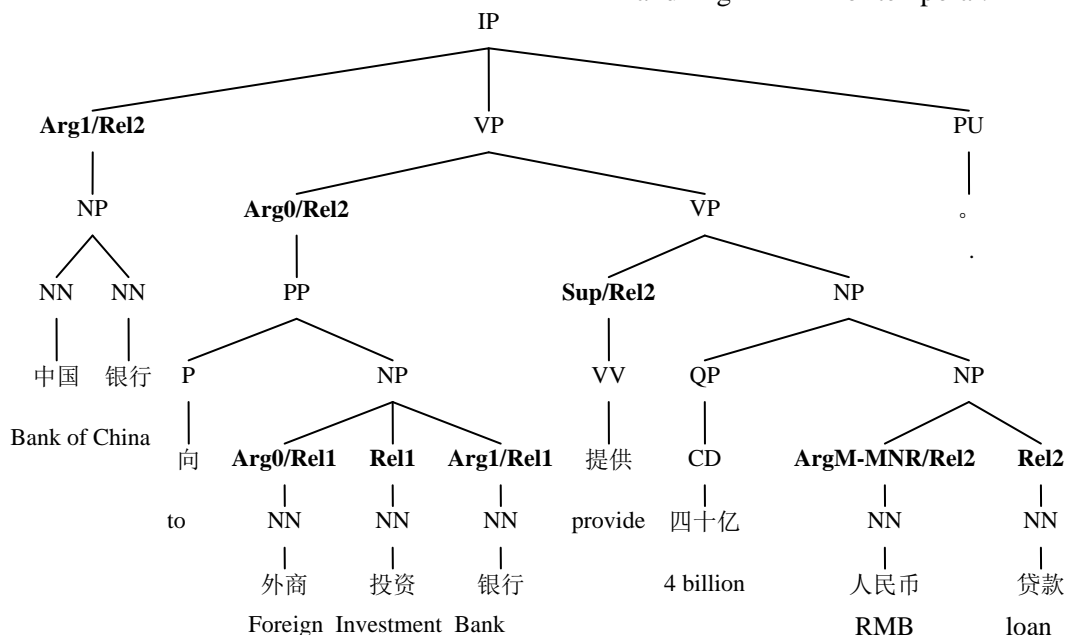 IP
Arg1/Rel2 VP PU
NP Arg0/Rel2 VP 。
.
NN NN PP Sup/Rel2 NP
中国 银行 P NP VV QP NP
Bank of China
向 Arg0/Rel1 Rel1 Arg1/Rel1 提供 CD ArgM-MNR/Rel2 Rel2
to NN NN NN provide 四十亿 NN NN
外商 投资 银行 4 billion 人民币 贷款
Foreign Investment Bank RMB loan